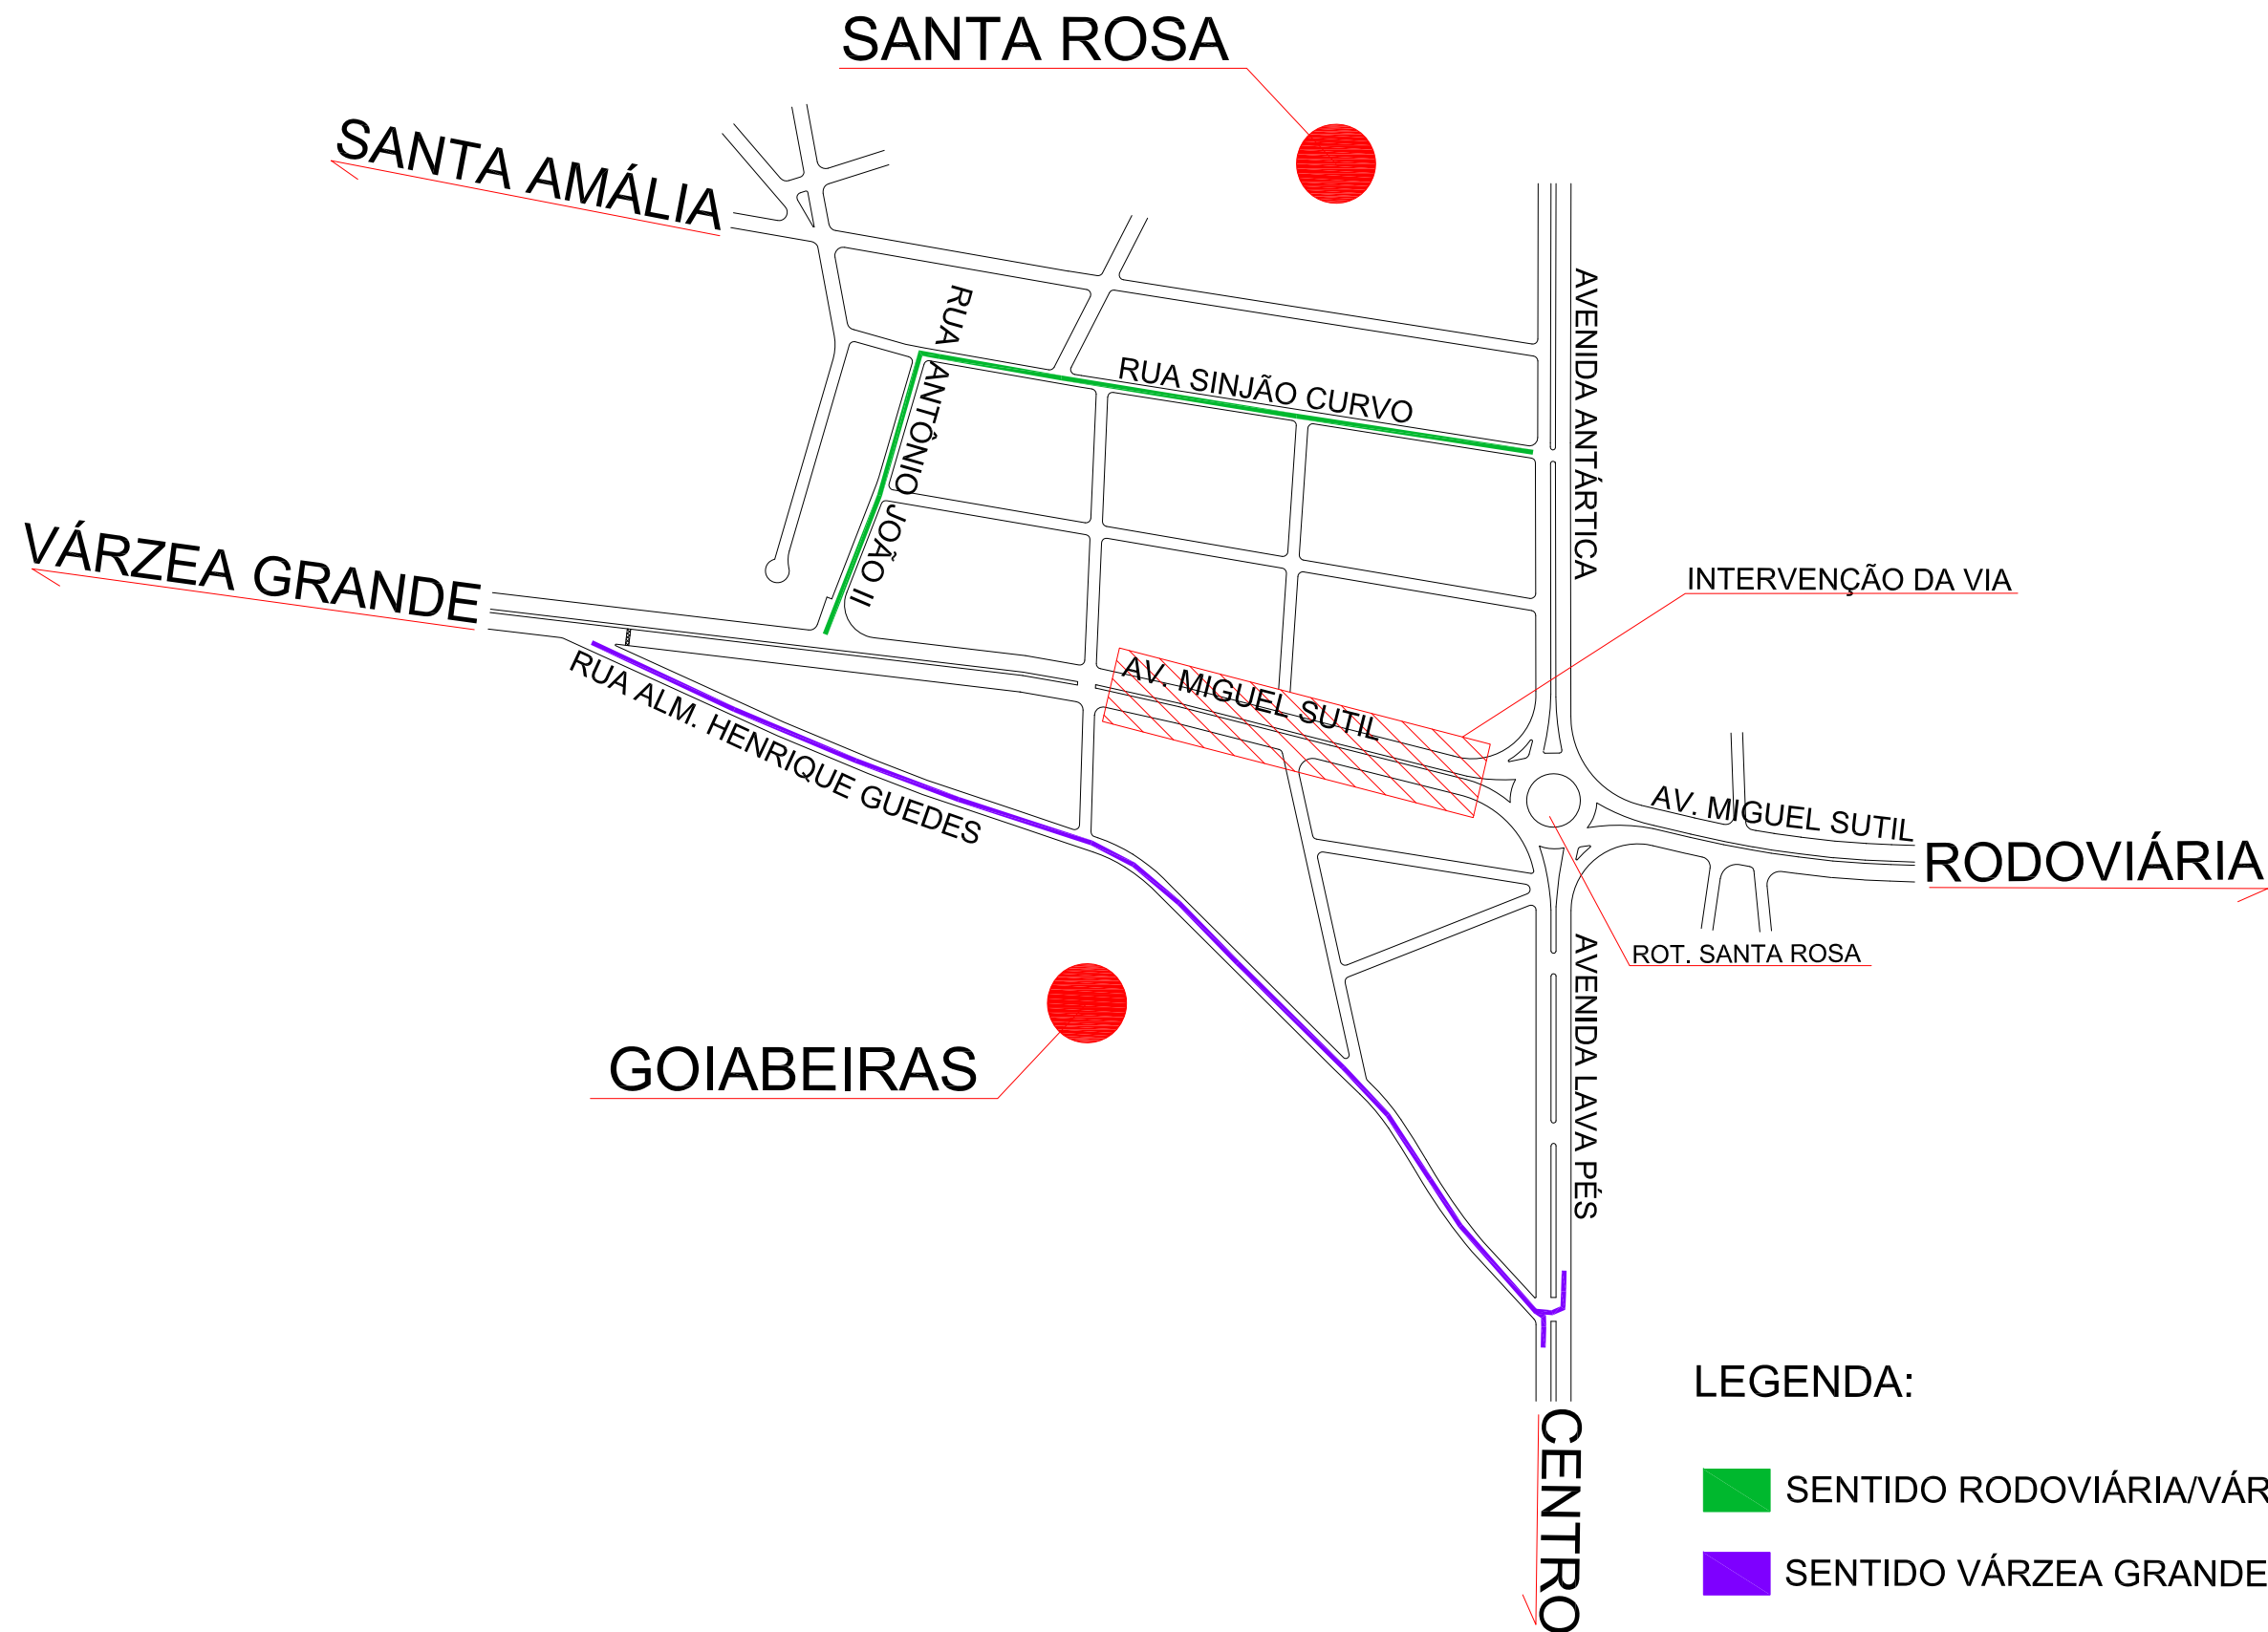 SANTA ROSA
SANTA AMÁLIA
AVENIDA ANTÁRTICA
RUA ANTÔNIO JOÃO II
RUA SINJÃO CURVO
VÁRZEA GRANDE
INTERVENÇÃO DA VIA
AV. MIGUEL SUTIL
RUA ALM. HENRIQUE GUEDES
AV. MIGUEL SUTIL
RODOVIÁRIA
ROT. SANTA ROSA
AVENIDA LAVA PÉS
GOIABEIRAS
CENTRO
LEGENDA:
SENTIDO RODOVIÁRIA/VÁR
SENTIDO VÁRZEA GRANDE